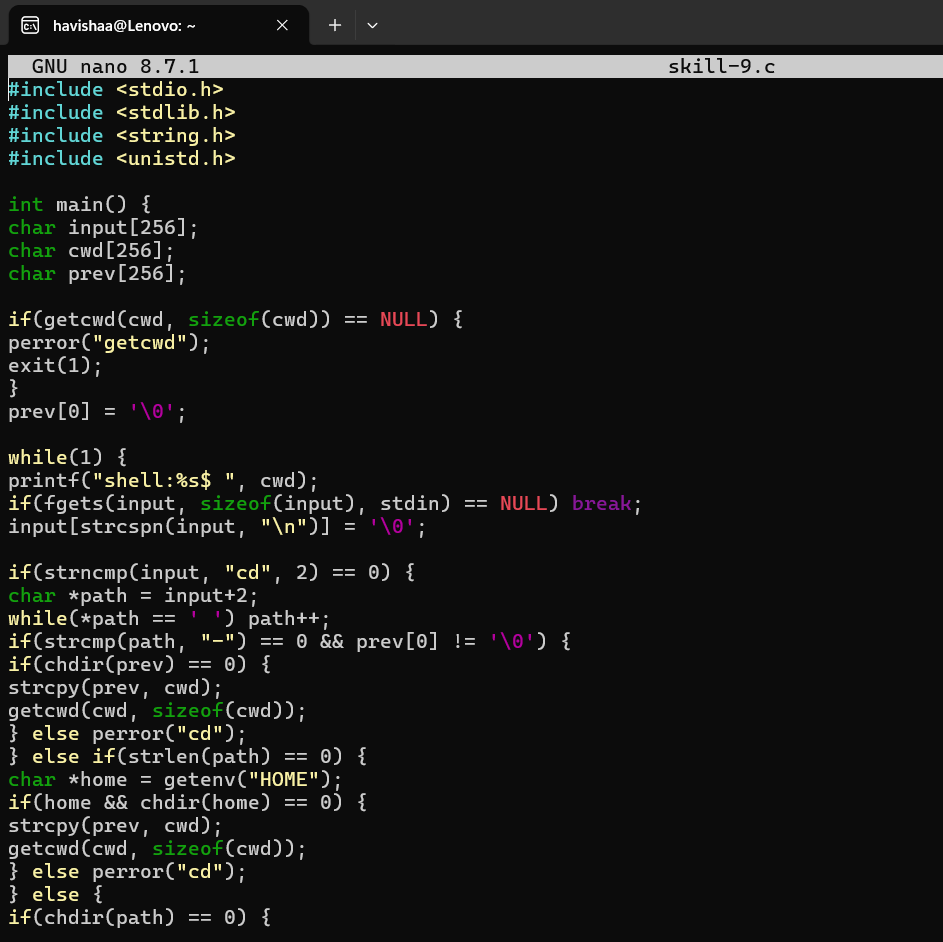 havishaa@Lenovo: ~
GNU nano 8.7.1 skill-9.c
#include <stdio.h>
#include <stdlib.h>
#include <string.h>
#include <unistd.h>
int main() {
char input[256];
char cwd[256];
char prev[256];
if(getcwd(cwd, sizeof(cwd)) == NULL) {
perror("getcwd");
exit(1);
}
prev[0] = '\0';
while(1) {
printf("shell:%s$ ", cwd);
if(fgets(input, sizeof(input), stdin) == NULL) break;
input[strcspn(input, "\n")] = '\0';
if(strncmp(input, "cd", 2) == 0) {
char *path = input+2;
while(*path == ' ') path++;
if(strcmp(path, "-") == 0 && prev[0] != '\0') {
if(chdir(prev) == 0) {
strcpy(prev, cwd);
getcwd(cwd, sizeof(cwd));
} else perror("cd");
} else if(strlen(path) == 0) {
char *home = getenv("HOME");
if(home && chdir(home) == 0) {
strcpy(prev, cwd);
getcwd(cwd, sizeof(cwd));
} else perror("cd");
} else {
if(chdir(path) == 0) {